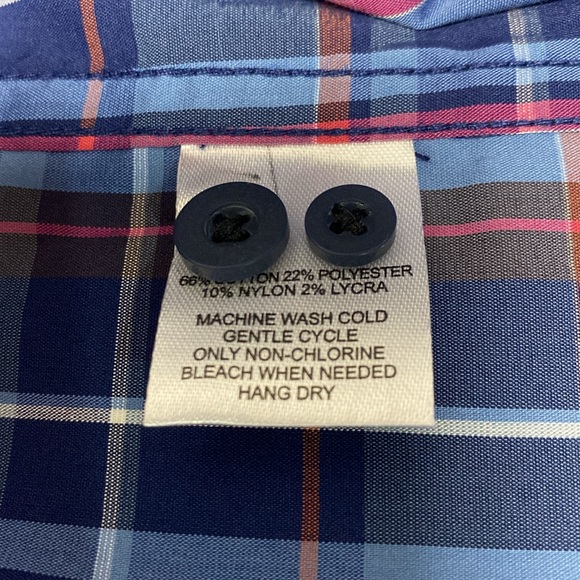 66% COTTON 22% POLYESTER
10% NYLON 2% LYCRA
MACHINE WASH COLD
GENTLE CYCLE
ONLY NON-CHLORINE
BLEACH WHEN NEEDED
HANG DRY